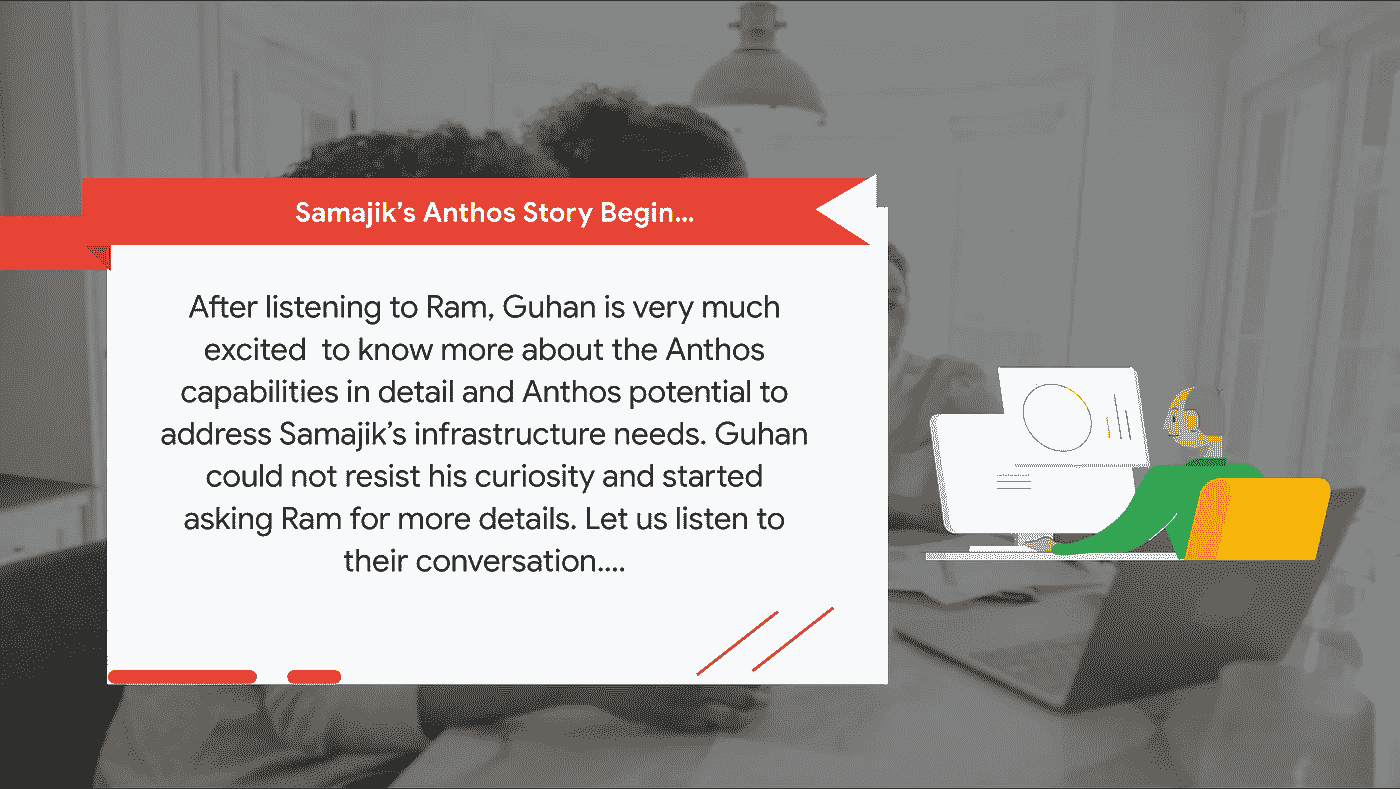 Samajik’s Anthos Story Begin...
After listening to Ram, Guhan is very much
excited  to know more about the Anthos
capabilities in detail and Anthos potential to
address Samajik’s infrastructure needs. Guhan
could not resist his curiosity and started
asking Ram for more details. Let us listen to
their conversation....